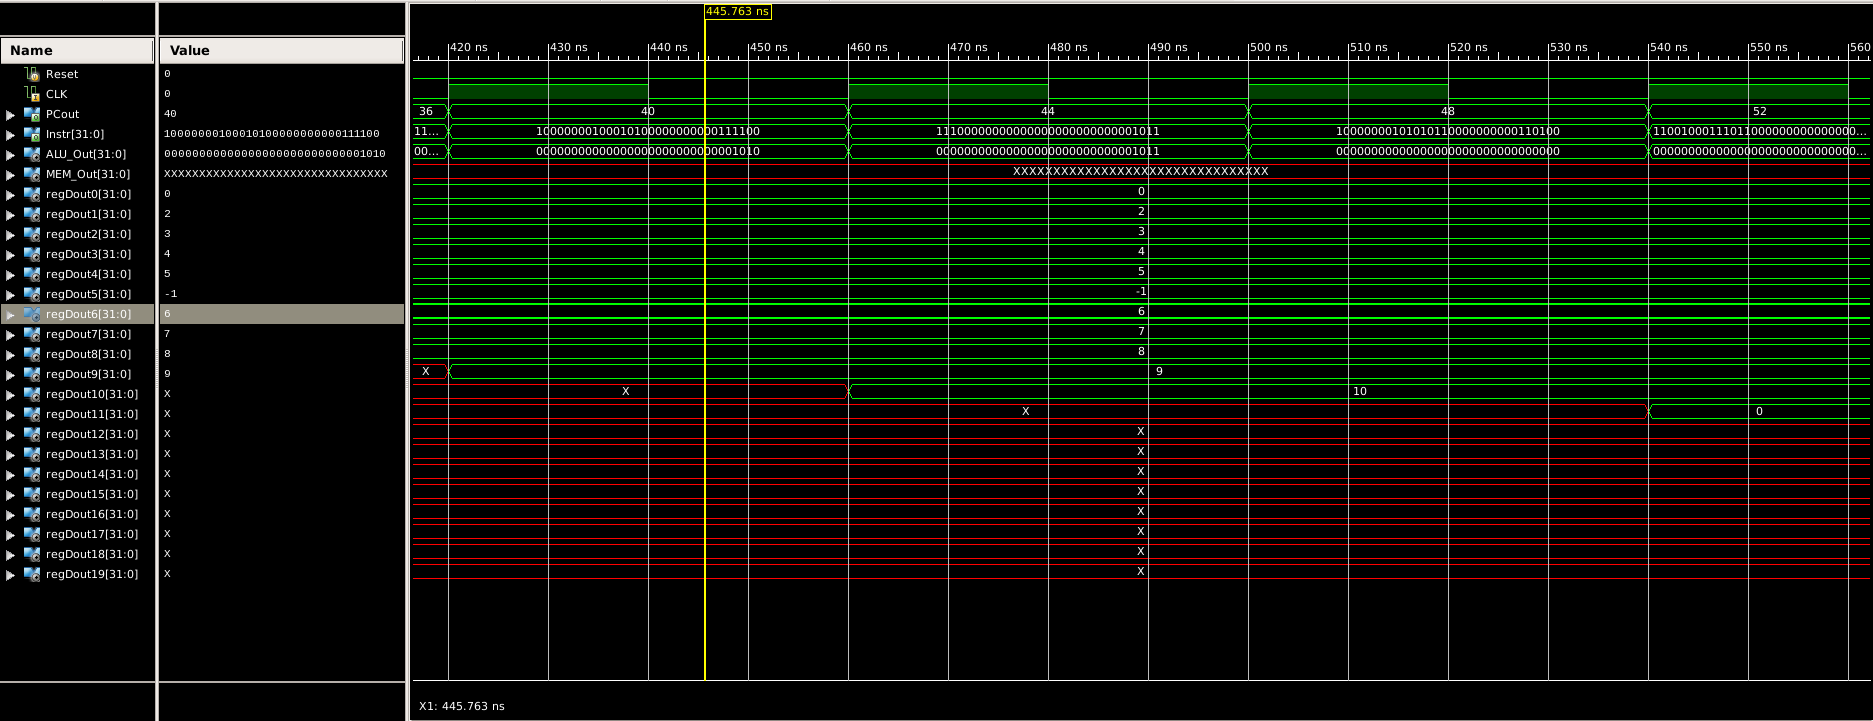 445.763 ns
420 ns 430 ns 440 ns 450 ns 460 ns 470 ns 480 ns 490 ns 500 ns 510 ns 520 ns 530 ns 540 ns 550 ns 560
Name Value
Reset 0
CLK 0
PCout 40 36 40 44 48 52
Instr[31:0] 10000000100010100000000000111100 11... 10000000100010100000000000111100 11100000000000000000000000001011 10000000101010110000000000110100 11001000111011000000000000000...
ALU_Out[31:0] 00000000000000000000000000001010 00... 00000000000000000000000000001010 00000000000000000000000000001011 00000000000000000000000000000000 00000000000000000000000000000...
MEM_Out[31:0] XXXXXXXXXXXXXXXXXXXXXXXXXXXXXXXX XXXXXXXXXXXXXXXXXXXXXXXXXXXXXXXX
regDout0[31:0] 0 0
regDout1[31:0] 2 2
regDout2[31:0] 3 3
regDout3[31:0] 4 4
regDout4[31:0] 5 5
regDout5[31:0] -1 -1
regDout6[31:0] 6 6
regDout7[31:0] 7 7
regDout8[31:0] 8 8
regDout9[31:0] 9 X 9
regDout10[31:0] X X 10
regDout11[31:0] X X 0
regDout12[31:0] X X
regDout13[31:0] X X
regDout14[31:0] X X
regDout15[31:0] X X
regDout16[31:0] X X
regDout17[31:0] X X
regDout18[31:0] X X
regDout19[31:0] X X
X1: 445.763 ns